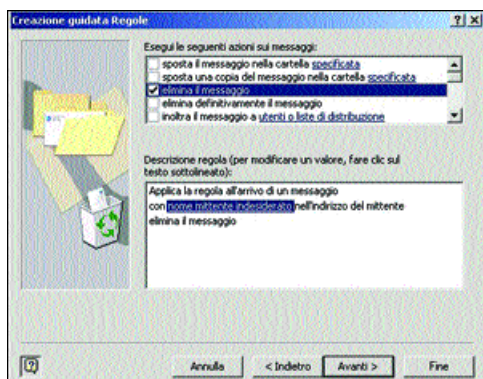 Creazione guidata Regole
Esegui le seguenti azioni sui messaggi:
sposta il messaggio nella cartella specificata
sposta una copia del messaggio nella cartella specificata
elimina il messaggio
elimina definitivamente il messaggio
inoltra il messaggio a utenti o liste di distribuzione
Descrizione regola (per modificare un valore, fare clic sul
testo sottolineato):
Applica la regola all'arrivo di un messaggio
con nome mittente indesiderato nell'indirizzo del mittente
elimina il messaggio
Annulla
< Indietro
Avanti >
Fine